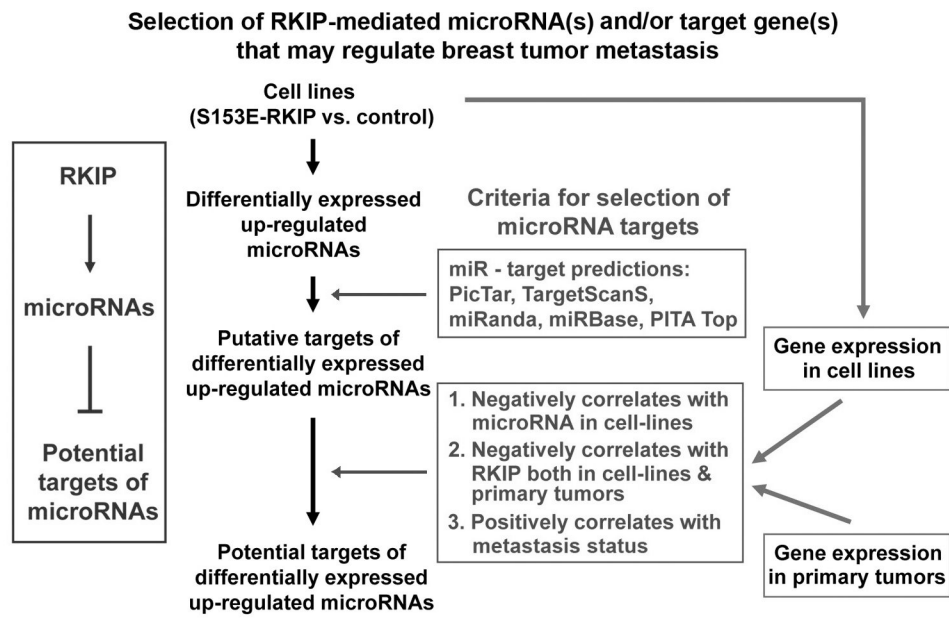 Selection of RKIP-mediated microRNA(s) and/or target gene(s)
that may regulate breast tumor metastasis
Cell lines
(S153E-RKIP vs. control)
RKIP
microRNAs
Potential
targets of
microRNAs
Differentially expressed
up-regulated
microRNAs
Criteria for selection of
microRNA targets
miR - target predictions:
PicTar, TargetScanS,
miRanda, miRBase, PITA Top
Putative targets of
differentially expressed
up-regulated microRNAs
Gene expression
in cell lines
1. Negatively correlates with
microRNA in cell-lines
2. Negatively correlates with
RKIP both in cell-lines &
primary tumors
3. Positively correlates with
metastasis status
Gene expression
in primary tumors
Potential targets of
differentially expressed
up-regulated microRNAs